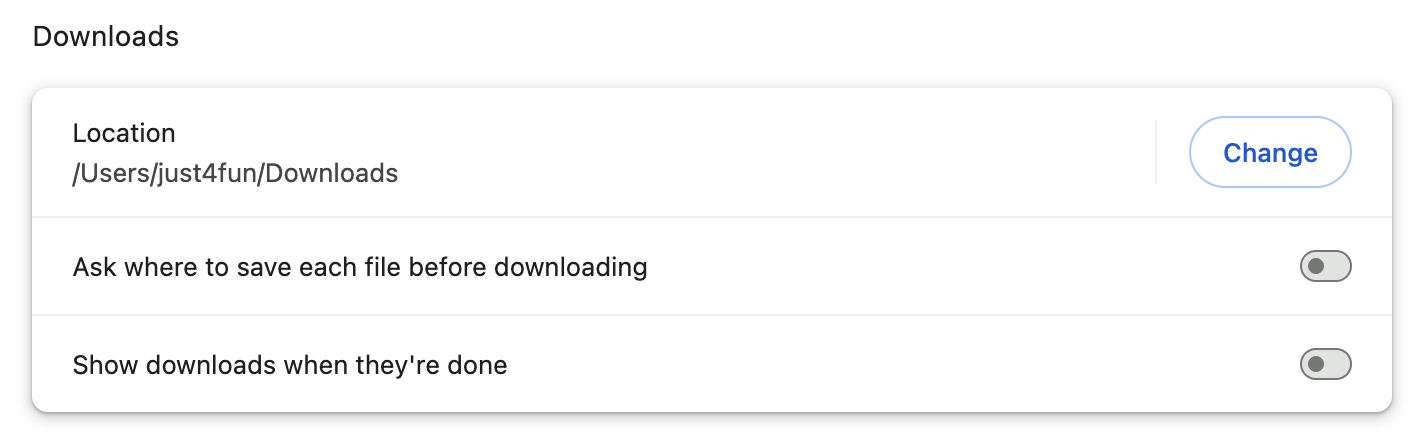 Downloads
Location
/Users/just4fun/Downloads
Change
Ask where to save each file before downloading
Show downloads when they're done